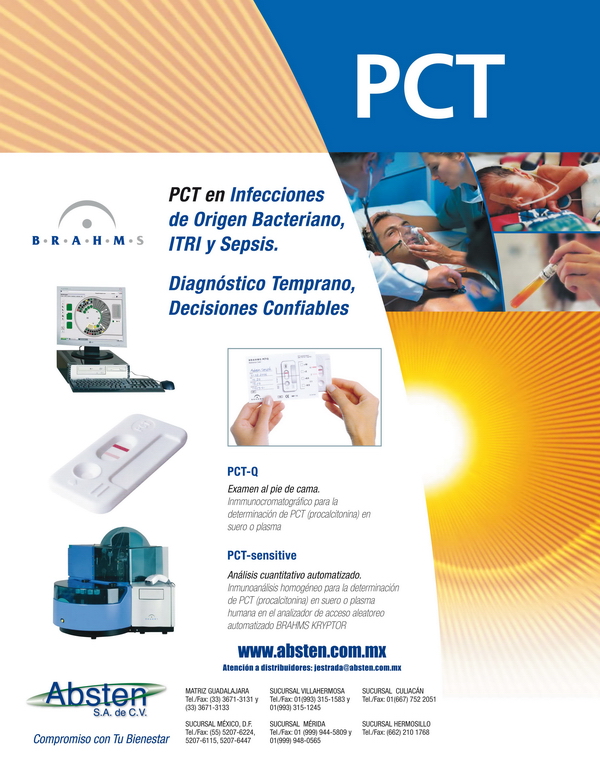 PCT
PCT en Infecciones
de Origen Bacteriano,
ITRI y Sepsis.
Diagnóstico Temprano,
Decisiones Confiables
B·R·A·H·M·S
PCT-Q
Examen al pie de cama.
Inmmunocromatográfico para la
determinación de PCT (procalcitonina) en
suero o plasma
PCT-sensitive
Análisis cuantitativo automatizado.
Inmunoanálisis homogéneo para la determinación
de PCT (procalcitonina) en suero o plasma
humana en el analizador de acceso aleatoreo
automatizado BRAHMS KRYPTOR
www.absten.com.mx
Atención a distribuidores: jestrada@absten.com.mx
Absten
S.A. de C.V.
Compromiso con Tu Bienestar
MATRIZ GUADALAJARA
Tel./Fax: (33) 3671-3131 y
(33) 3671-3133
SUCURSAL VILLAHERMOSA
Tel./Fax: 01(993) 315-1583 y
01(993) 315-1245
SUCURSAL CULIACÁN
Tel./Fax: 01(667) 752 2051
SUCURSAL MÉXICO, D.F.
Tel./Fax: (55) 5207-6224,
5207-6115, 5207-6447
SUCURSAL MÉRIDA
Tel./Fax: 01 (999) 944-5809 y
01(999) 948-0565
SUCURSAL HERMOSILLO
Tel./Fax: (662) 210 1768